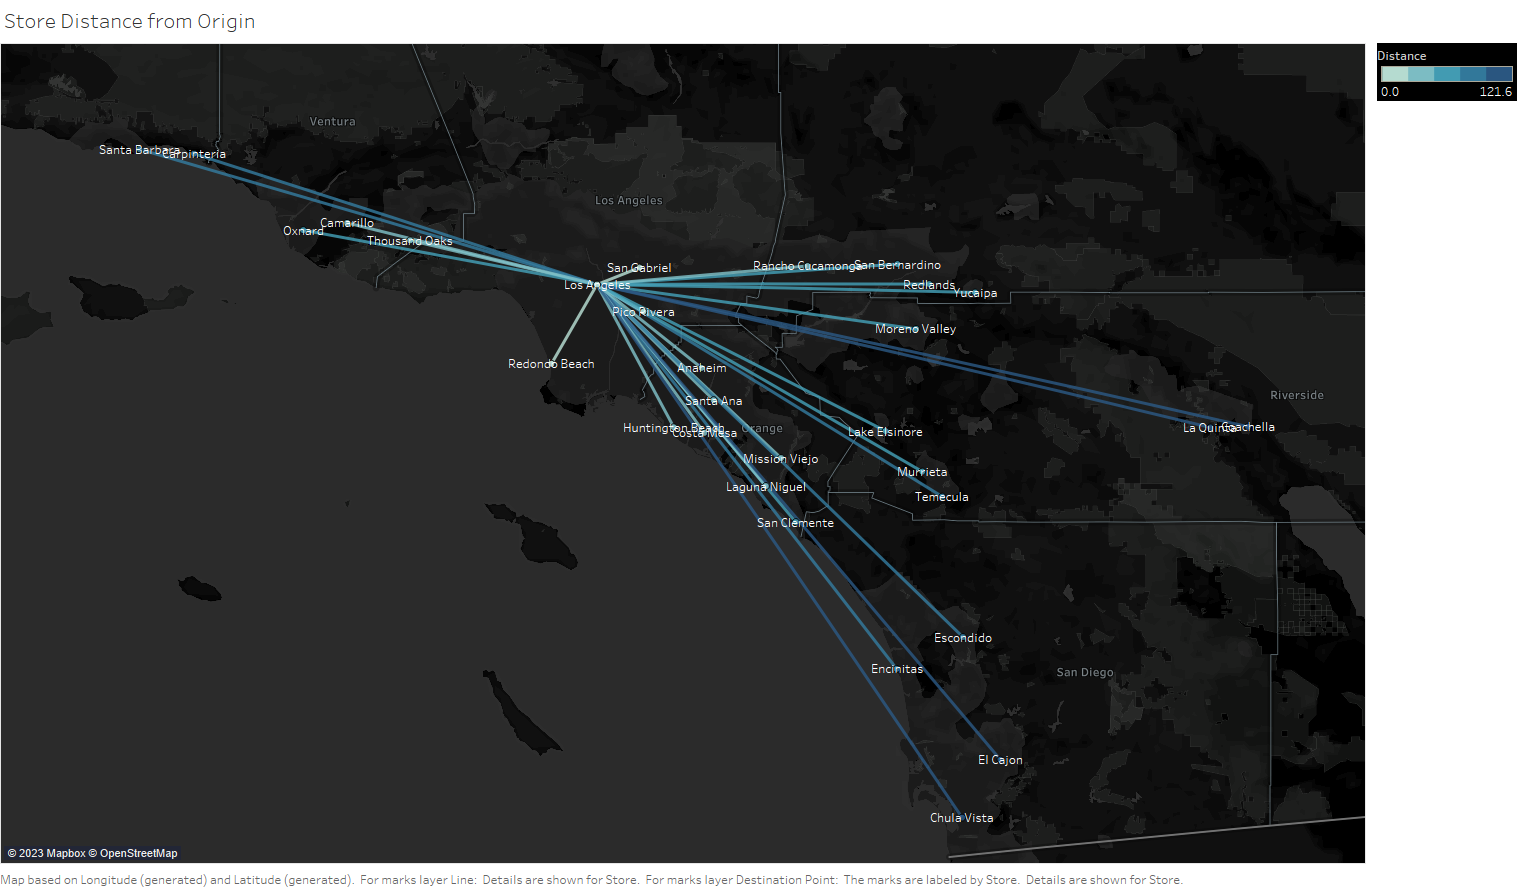 Store Distance from Origin
Distance
0.0 121.6
Ventura
Santa Barbara
Carpinteria
Los Angeles
Camarillo
Oxnard
Thousand Oaks
San Gabriel
Rancho Cucamonga
San Bernardino
Los Angeles
Redlands
Yucaipa
Pico Rivera
Moreno Valley
Redondo Beach
Anaheim
Riverside
Santa Ana
Huntington Beach
Costa Mesa
Orange
Lake Elsinore
La Quinta
Coachella
Mission Viejo
Murrieta
Laguna Niguel
Temecula
San Clemente
Escondido
Encinitas
San Diego
El Cajon
Chula Vista
© 2023 Mapbox © OpenStreetMap
Map based on Longitude (generated) and Latitude (generated).  For marks layer Line:  Details are shown for Store.  For marks layer Destination Point:  The marks are labeled by Store.  Details are shown for Store.